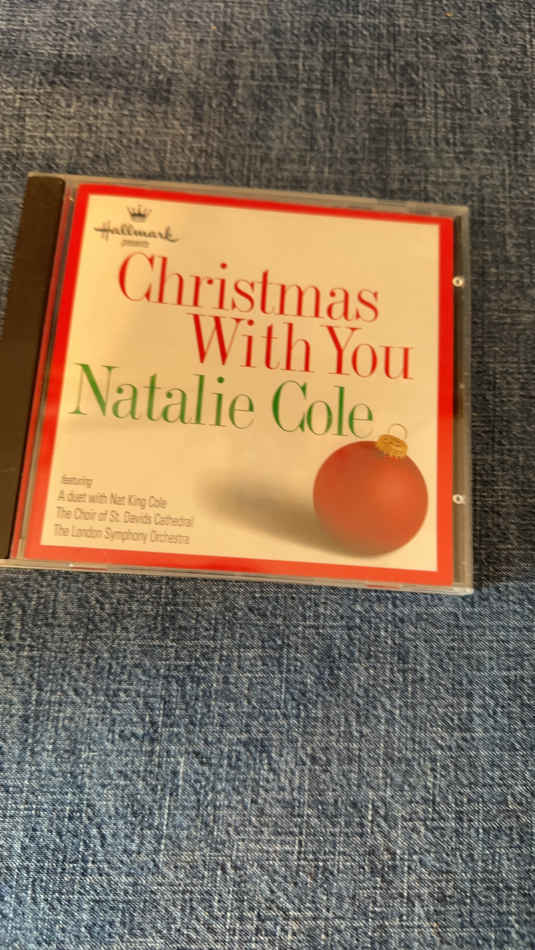 Hallmark
presents
Christmas
With You
Natalie Cole
featuring
A duet with Nat King Cole
The Choir of St. Davids Cathedral
The London Symphony Orchestra